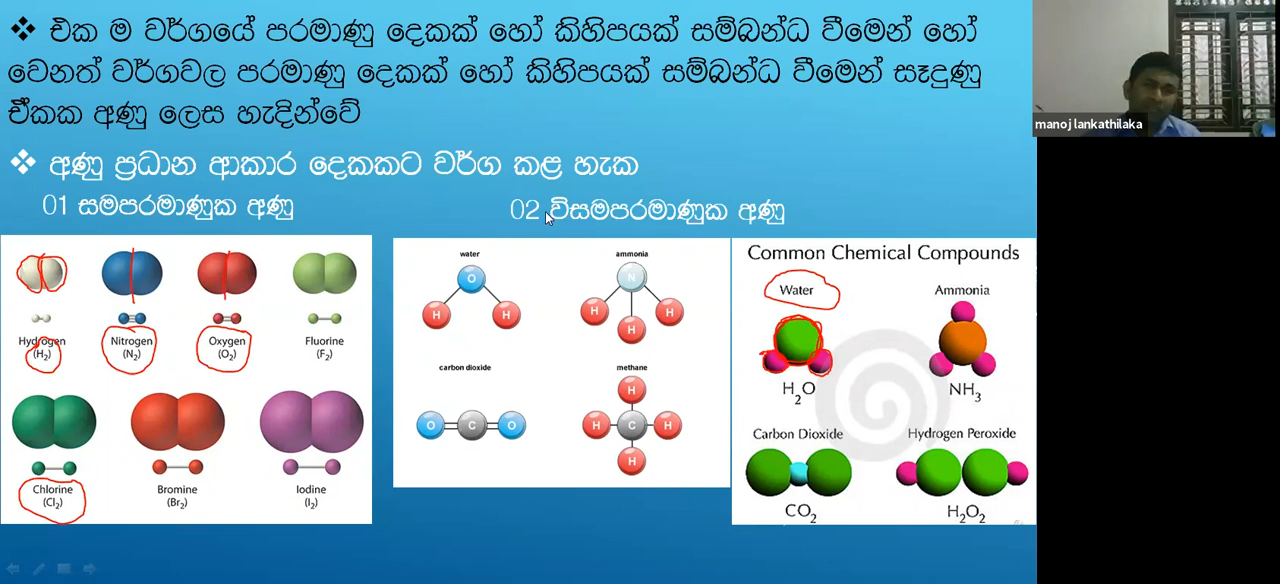 ❖ එක ම වර්ගයේ පරමාණු දෙකක් හෝ කිහිපයක් සම්බන්ධ වීමෙන් හෝ
වෙනත් වර්ගවල පරමාණු දෙකක් හෝ කිහිපයක් සම්බන්ධ වීමෙන් සෑදුණු
ඒකක අණු ලෙස හැදින්වේ
manoj lankathilaka
❖ අණු ප්‍රධාන ආකාර දෙකකට වර්ග කළ හැක
01 සමපරමාණුක අණු
02 විසමපරමාණුක අණු
Hydrogen Nitrogen Oxygen Fluorine
(H₂) (N₂) (O₂) (F₂)
Chlorine Bromine Iodine
(Cl₂) (Br₂) (I₂)
water ammonia
O N
H H H H
H
carbon dioxide methane
H
O C O H C H
H
Common Chemical Compounds
Water Ammonia
H₂O NH₃
Carbon Dioxide Hydrogen Peroxide
CO₂ H₂O₂